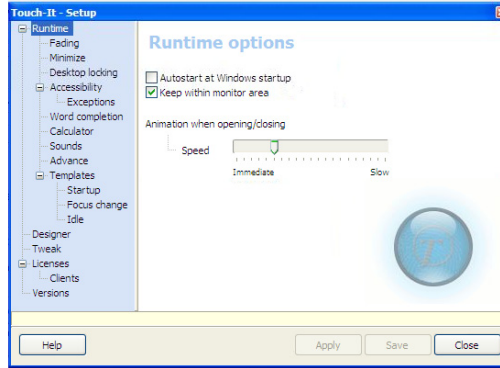 Touch-It - Setup
Runtime
Fading
Minimize
Desktop locking
Accessibility
Exceptions
Word completion
Calculator
Sounds
Advance
Templates
Startup
Focus change
Idle
Designer
Tweak
Licenses
Clients
Versions
Runtime options
Autostart at Windows startup
Keep within monitor area
Animation when opening/closing
Speed
Immediate Slow
Help Apply Save Close